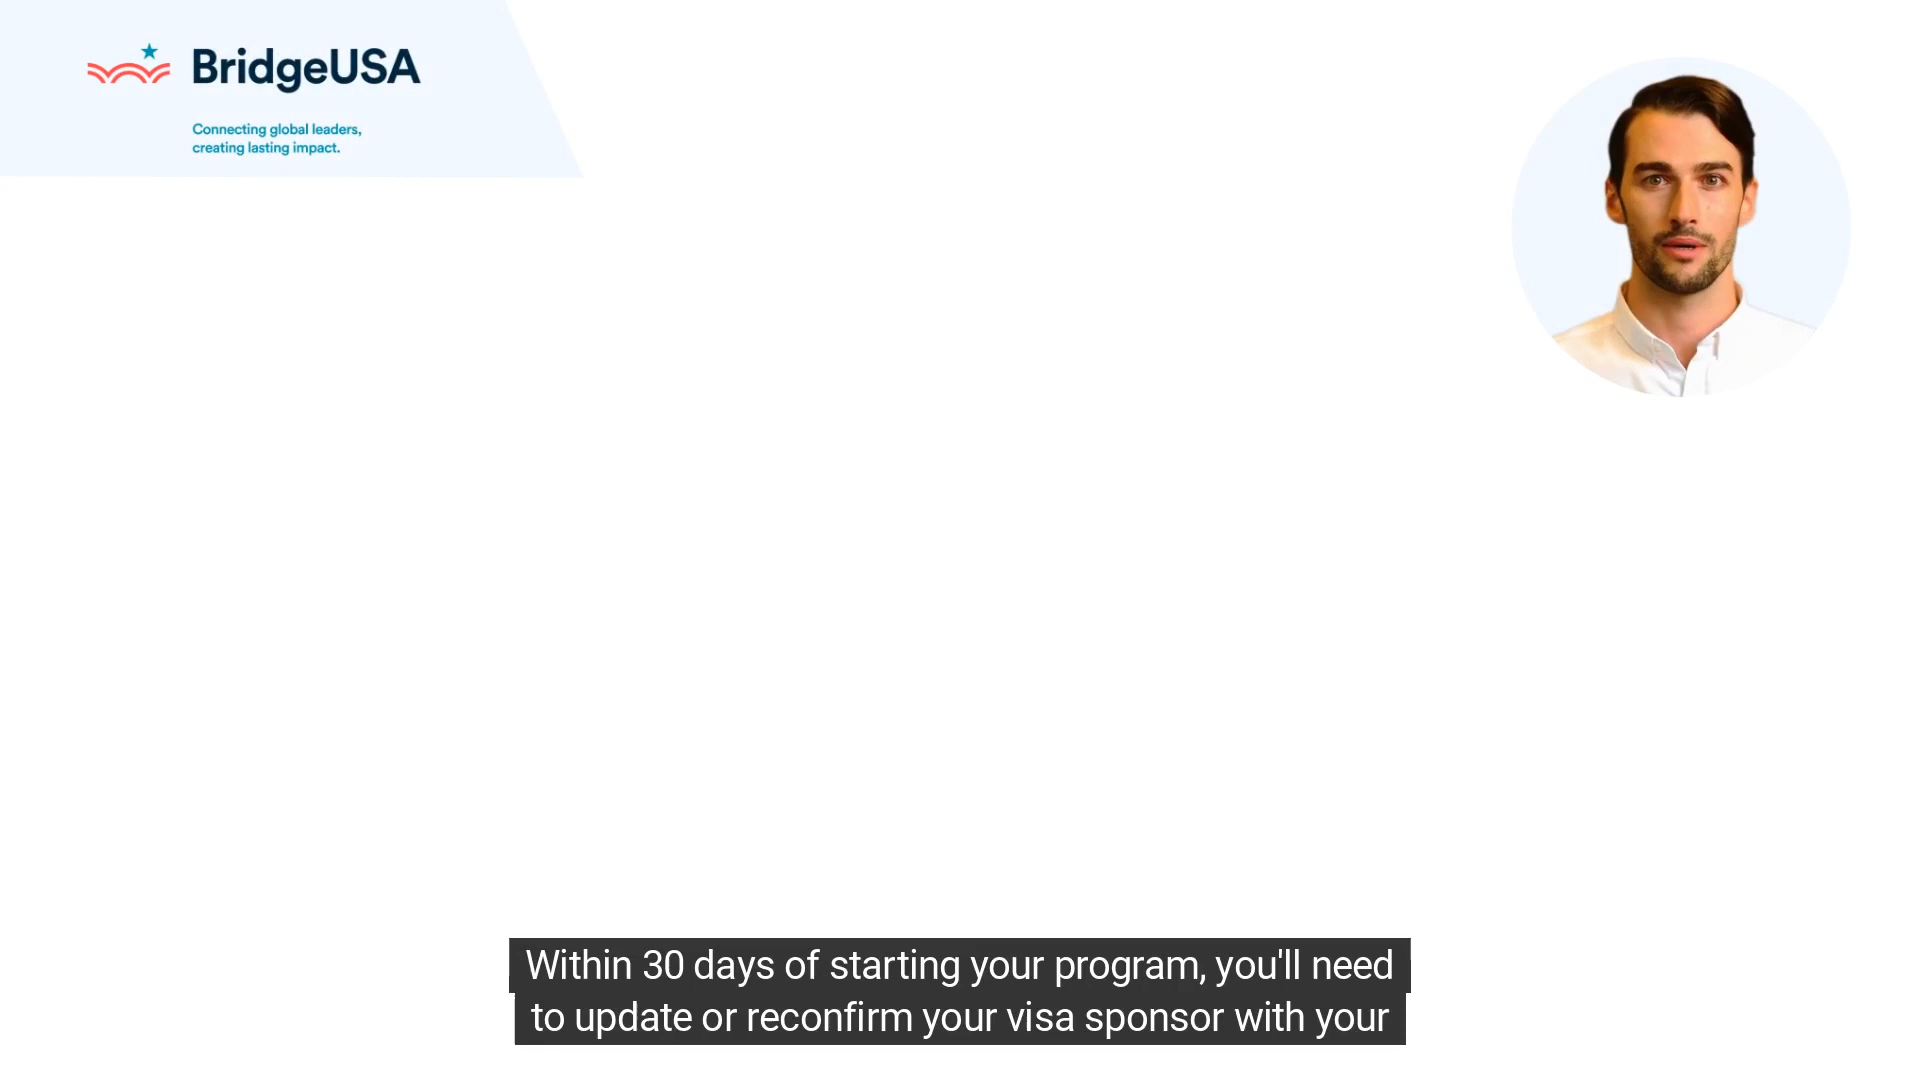 BridgeUSA
Connecting global leaders,
creating lasting impact.
Within 30 days of starting your program, you'll need
to update or reconfirm your visa sponsor with your